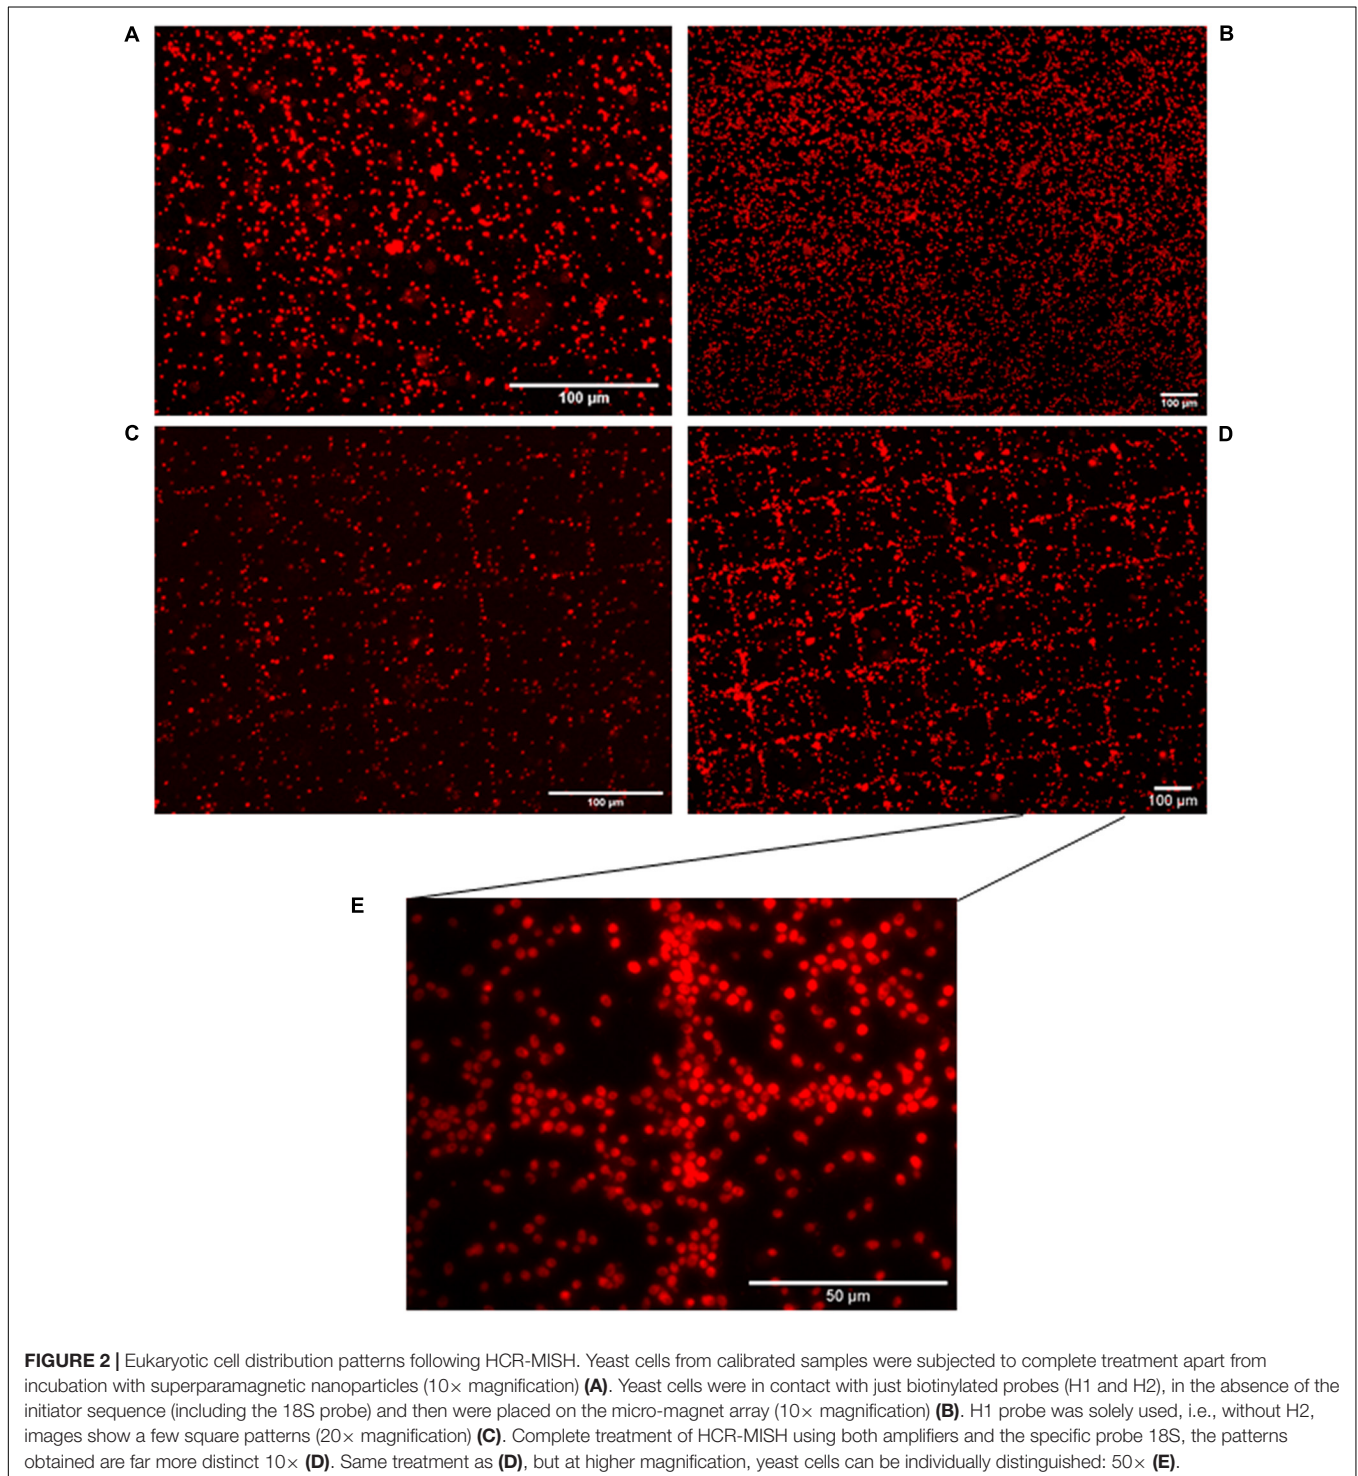 A
B
100 µm
100 µm
C
D
100 µm
100 µm
E
50 µm
FIGURE 2 | Eukaryotic cell distribution patterns following HCR-MISH. Yeast cells from calibrated samples were subjected to complete treatment apart from
incubation with superparamagnetic nanoparticles (10× magnification) (A). Yeast cells were in contact with just biotinylated probes (H1 and H2), in the absence of the
initiator sequence (including the 18S probe) and then were placed on the micro-magnet array (10× magnification) (B). H1 probe was solely used, i.e., without H2,
images show a few square patterns (20× magnification) (C). Complete treatment of HCR-MISH using both amplifiers and the specific probe 18S, the patterns
obtained are far more distinct 10× (D). Same treatment as (D), but at higher magnification, yeast cells can be individually distinguished: 50× (E).